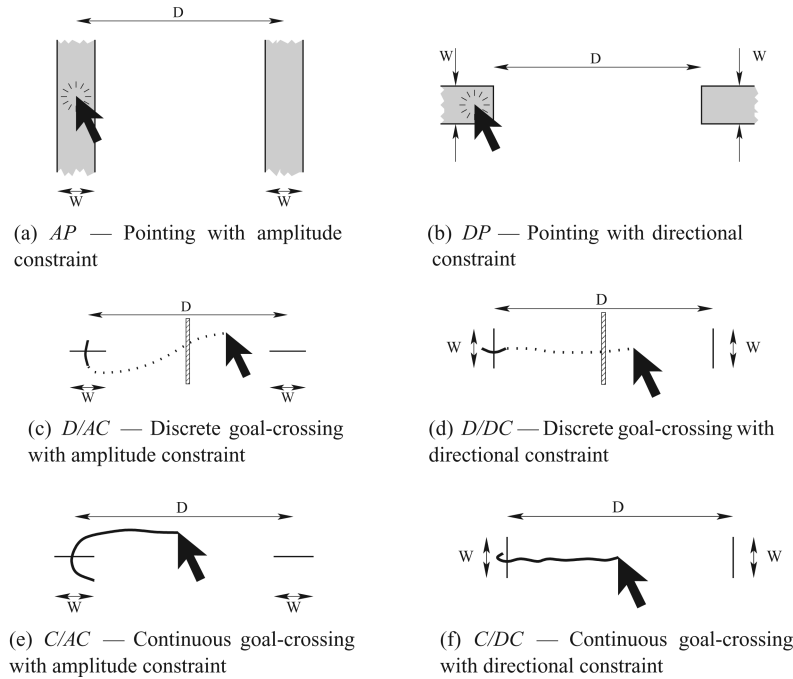 D
W
W
(a) AP — Pointing with amplitude
constraint
W
D
W
(b) DP — Pointing with directional
constraint
D
W
W
(c) D/AC — Discrete goal-crossing
with amplitude constraint
D
W
W
(d) D/DC — Discrete goal-crossing with
directional constraint
D
W
W
(e) C/AC — Continuous goal-crossing
with amplitude constraint
D
W
W
(f) C/DC — Continuous goal-crossing
with directional constraint